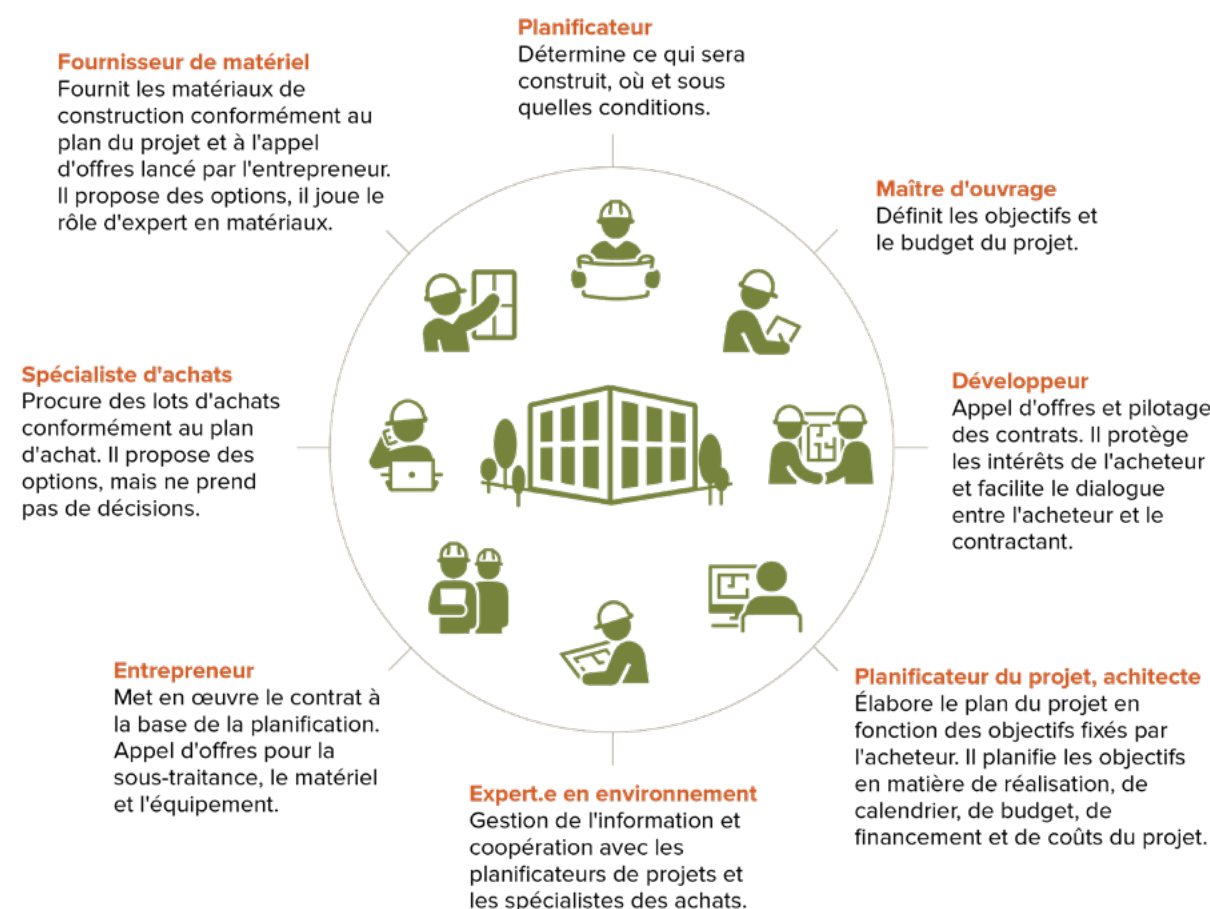 Planificateur
Détermine ce qui sera
construit, où et sous
quelles conditions.
Maître d'ouvrage
Définit les objectifs et
le budget du projet.
Développeur
Appel d'offres et pilotage
des contrats. Il protège
les intérêts de l'acheteur
et facilite le dialogue
entre l'acheteur et le
contractant.
Planificateur du projet, achitecte
Élabore le plan du projet en
fonction des objectifs fixés par
l'acheteur. Il planifie les objectifs
en matière de réalisation, de
calendrier, de budget, de
financement et de coûts du projet.
Expert.e en environnement
Gestion de l'information et
coopération avec les
planificateurs de projets et
les spécialistes des achats.
Entrepreneur
Met en œuvre le contrat à
la base de la planification.
Appel d'offres pour la
sous-traitance, le matériel
et l'équipement.
Spécialiste d'achats
Procure des lots d'achats
conformément au plan
d'achat. Il propose des
options, mais ne prend
pas de décisions.
Fournisseur de matériel
Fournit les matériaux de
construction conformément au
plan du projet et à l'appel
d'offres lancé par l'entrepreneur.
Il propose des options, il joue le
rôle d'expert en matériaux.